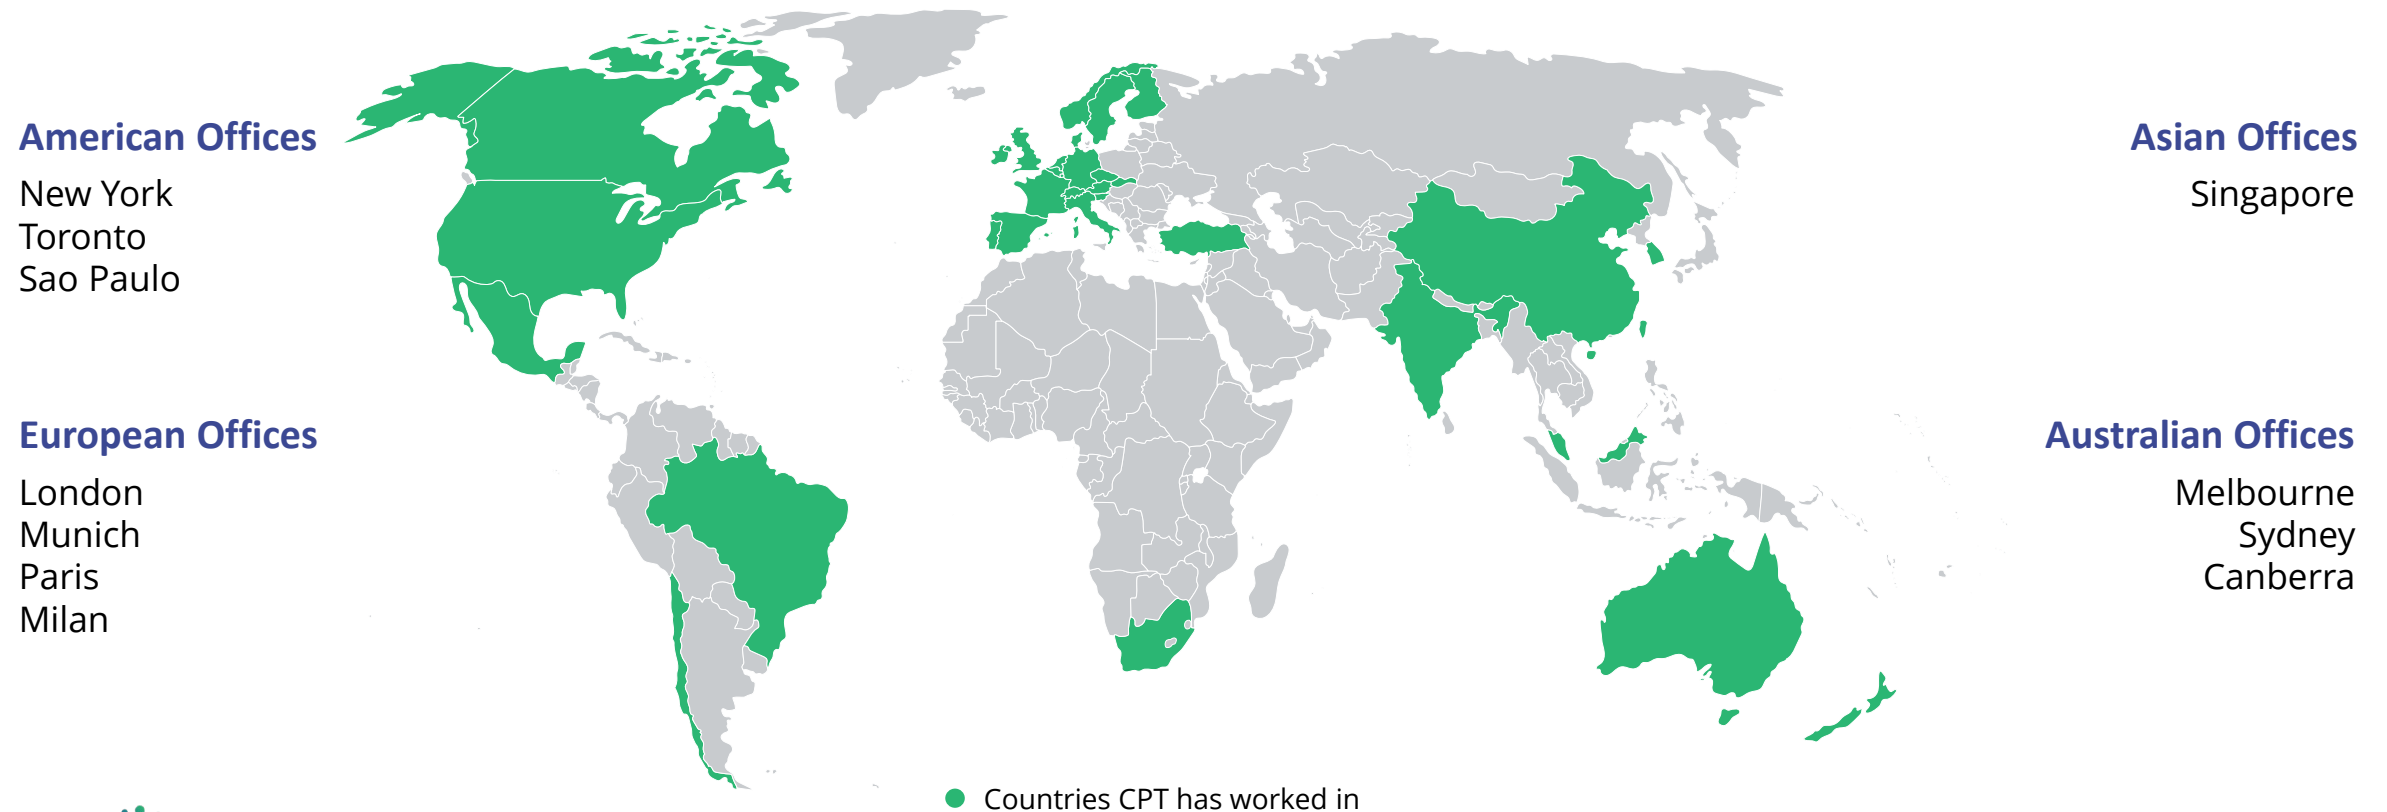 American Offices
New York
Toronto
Sao Paulo
European Offices
London
Munich
Paris
Milan
Asian Offices
Singapore
Australian Offices
Melbourne
Sydney
Canberra
Countries CPT has worked in